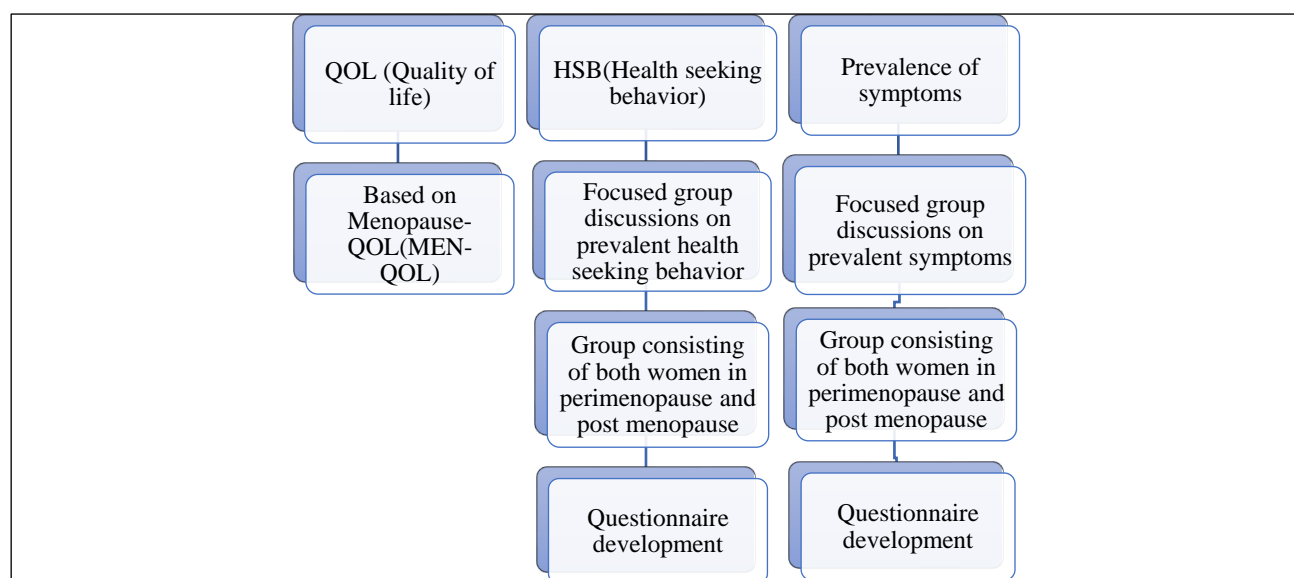 QOL (Quality of
life)
Based on
Menopause-
QOL(MEN-
QOL)
HSB(Health seeking
behavior)
Focused group
discussions on
prevalent health
seeking behavior
Group consisting
of both women in
perimenopause and
post menopause
Questionnaire
development
Prevalence of
symptoms
Focused group
discussions on
prevalent symptoms
Group consisting
of both women in
perimenopause and
post menopause
Questionnaire
development